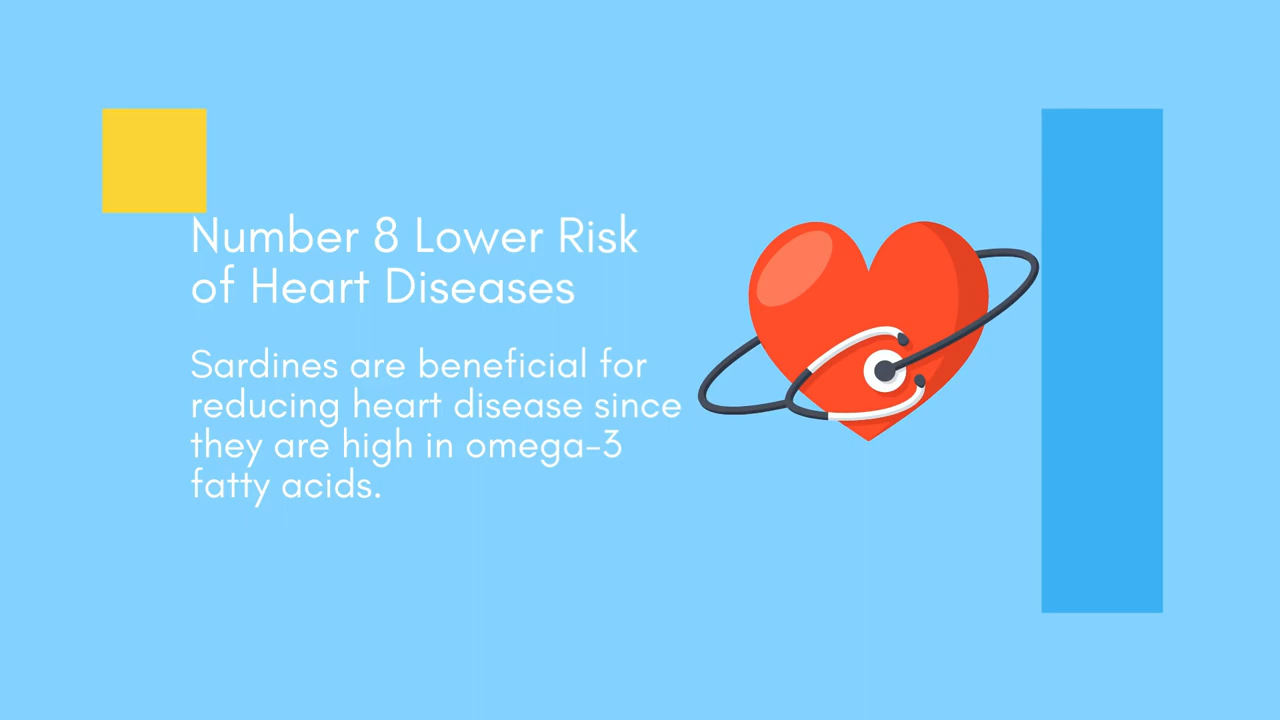 Number 8 Lower Risk
of Heart Diseases
Sardines are beneficial for
reducing heart disease since
they are high in omega-3
fatty acids.